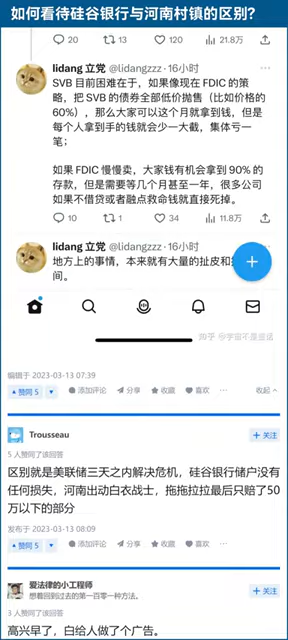 如何看待硅谷银行与河南村镇的区别?
20 13 120 21.8万
lidang 立党 @lidangzzz · 16小时
SVB 目前困难在于，如果像现在 FDIC 的策
略，把 SVB 的债券全部低价抛售（比如价格的
60%），那么大家可以这个月就拿到钱，但是
每个人拿到手的钱就会少一大截，集体亏一
笔；
如果 FDIC 慢慢卖，大家钱有机会拿到 90% 的
存款，但是需要等几个月甚至一年，很多公司
如果不借贷或者融点救命钱就直接死掉。
10 1 34 11.8万
lidang 立党 @lidangzzz · 16小时
地方上的事情，本来就有大量的扯皮和
间。
知乎 @宇宙不是童话
编辑于 2023-03-13 07:39
赞同 5 添加评论 分享 收藏 喜欢 ··· 收起
Trousseau
+ 关注
5 人赞同了该回答
区别就是美联储三天之内解决危机，硅谷银行储户没有
任何损失，河南出动白衣战士，拖拖拉拉最后只赔了50
万以下的部分
发布于 2023-03-13 08:09
赞同 5 添加评论 分享 收藏 喜欢 ···
爱法律的小工程师
想着回到过去的第一百零一种方法。
+ 关注
3 人赞同了该回答
高兴早了，白给人做了个广告。